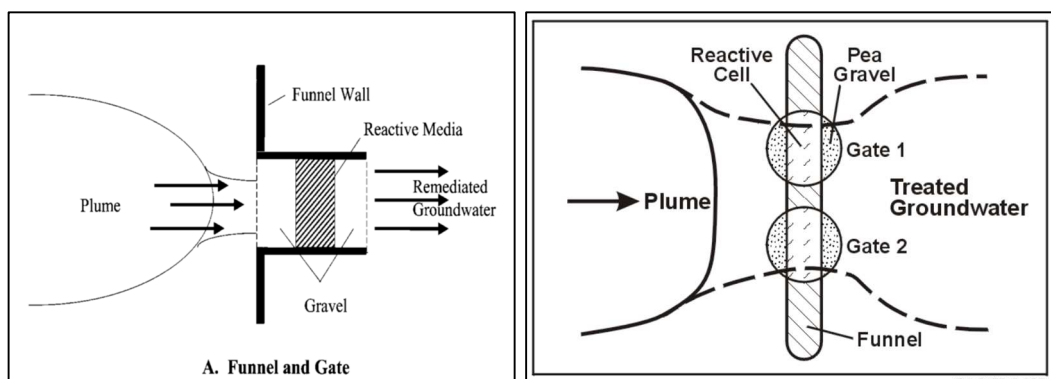 Funnel Wall
Reactive Media
Plume
Remediated
Groundwater
Gravel
A. Funnel and Gate
Reactive
Cell
Pea
Gravel
Gate 1
Plume
Treated
Groundwater
Gate 2
Funnel